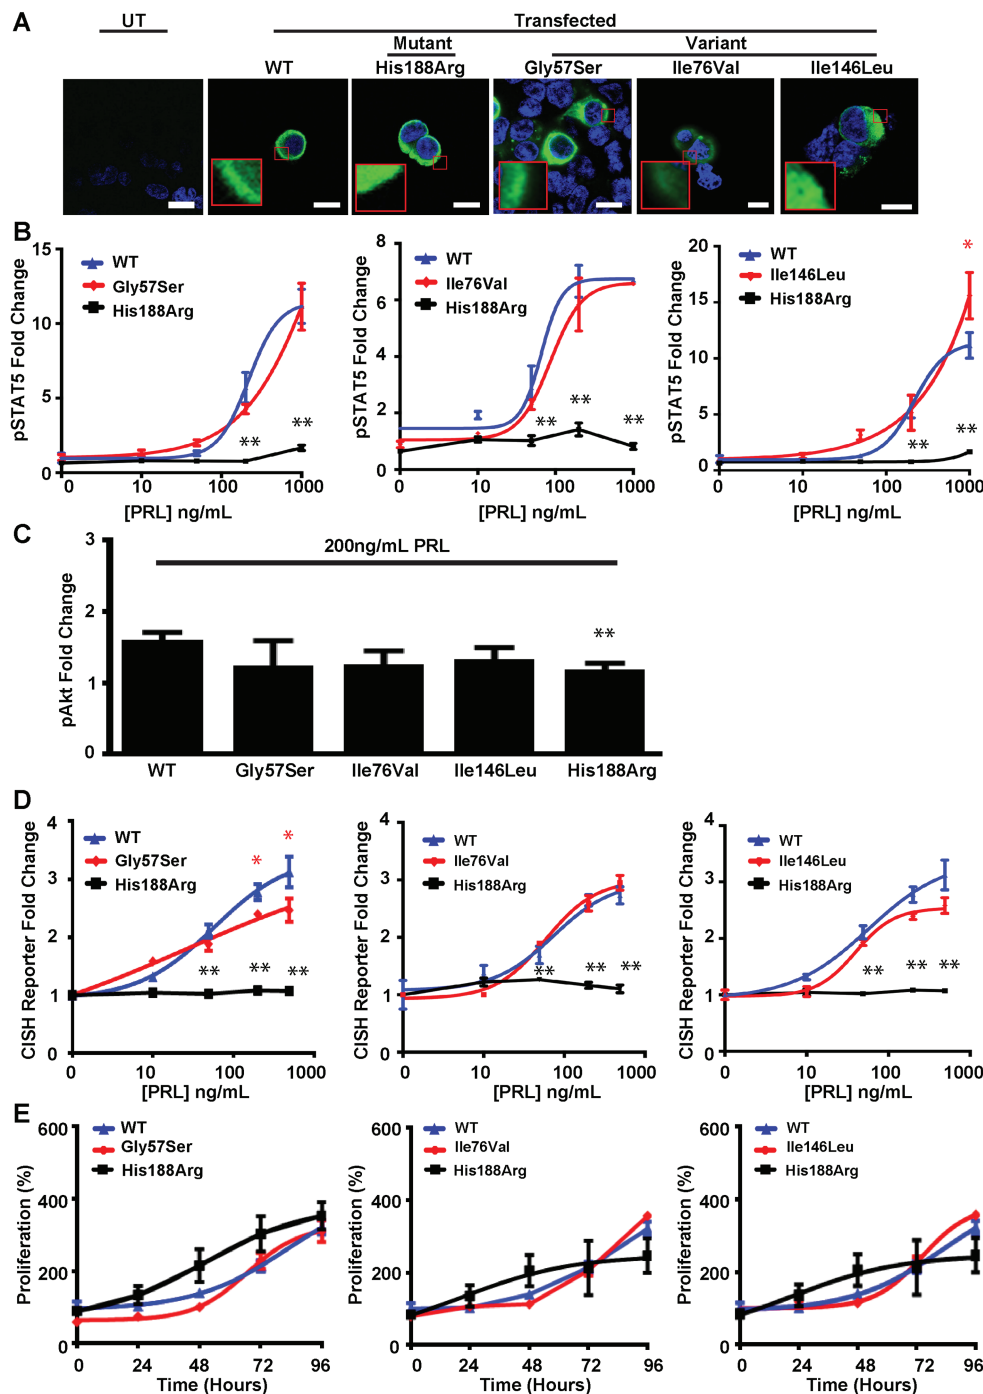 A
UT
Transfected
Mutant
Variant
WT
His188Arg
Gly57Ser
Ile76Val
Ile146Leu
B
pSTAT5 Fold Change
15
10
5
0
WT
Gly57Ser
His188Arg
**
**
0
10
100
1000
[PRL] ng/mL
pSTAT5 Fold Change
8
6
4
2
0
WT
Ile76Val
His188Arg
**
**
**
0
10
100
1000
[PRL] ng/mL
pSTAT5 Fold Change
20
15
10
5
0
WT
Ile146Leu
His188Arg
*
**
**
0
10
100
1000
[PRL] ng/mL
C
pAkt Fold Change
3
2
1
0
200ng/mL PRL
**
WT
Gly57Ser
Ile76Val
Ile146Leu
His188Arg
D
CISH Reporter Fold Change
4
3
2
1
0
WT
Gly57Ser
His188Arg
*
*
**
**
**
0
10
100
1000
[PRL] ng/mL
CISH Reporter Fold Change
4
3
2
1
0
WT
Ile76Val
His188Arg
**
**
**
0
10
100
1000
[PRL] ng/mL
CISH Reporter Fold Change
4
3
2
1
0
WT
Ile146Leu
His188Arg
**
**
**
0
10
100
1000
[PRL] ng/mL
E
Proliferation (%)
600
400
200
0
WT
Gly57Ser
His188Arg
0
24
48
72
96
Time (Hours)
Proliferation (%)
600
400
200
0
WT
Ile76Val
His188Arg
0
24
48
72
96
Time (Hours)
Proliferation (%)
600
400
200
0
WT
Ile146Leu
His188Arg
0
24
48
72
96
Time (Hours)